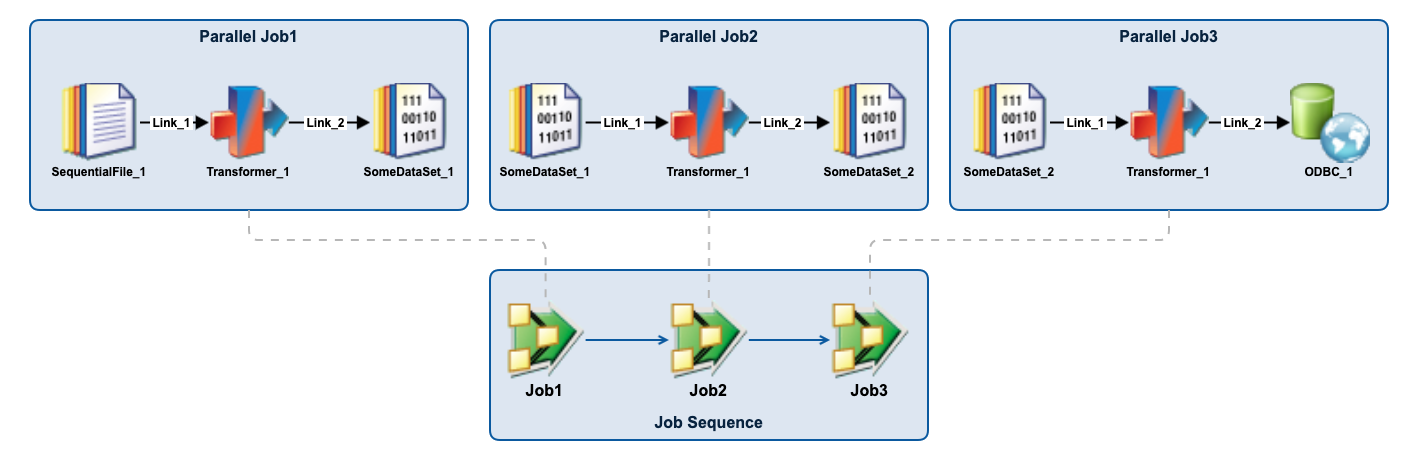 Parallel Job1
Parallel Job2
Parallel Job3
Link_1
Link_2
111
00110
11011
SequentialFile_1
Transformer_1
SomeDataSet_1
111
00110
11011
Link_1
Link_2
111
00110
11011
SomeDataSet_1
Transformer_1
SomeDataSet_2
111
00110
11011
Link_1
Link_2
SomeDataSet_2
Transformer_1
ODBC_1
Job1
Job2
Job3
Job Sequence